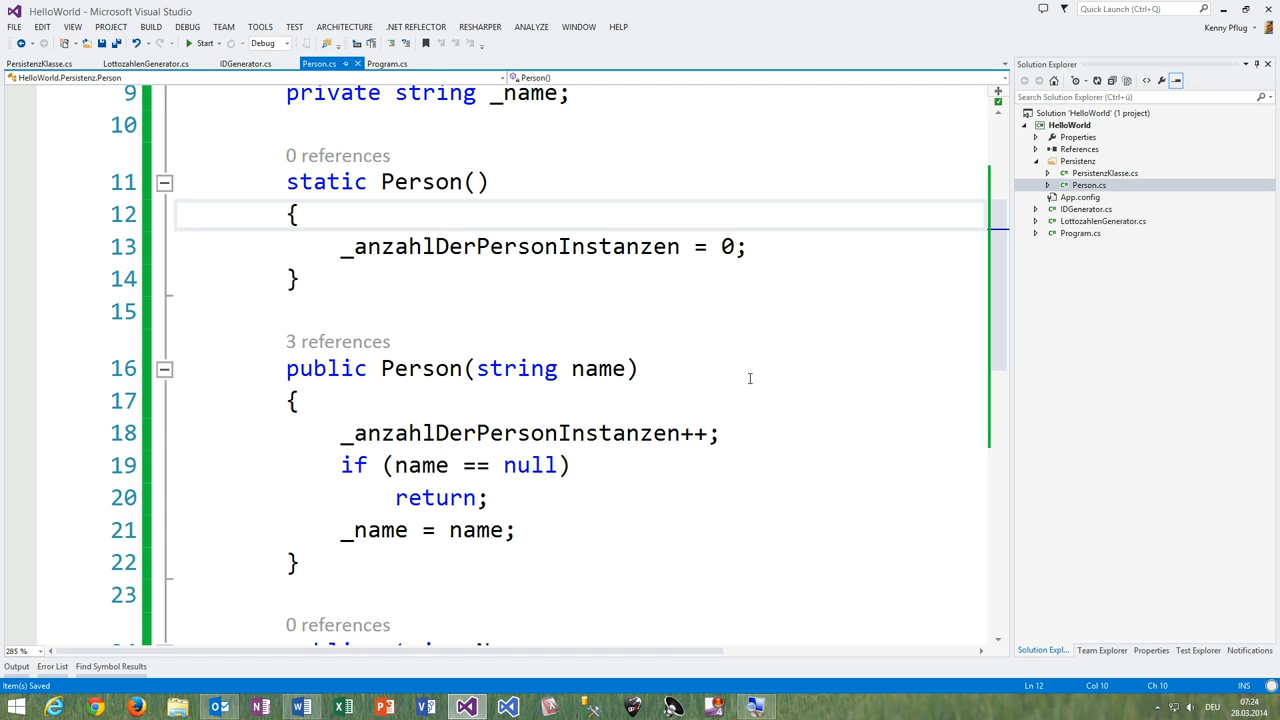 HelloWorld - Microsoft Visual Studio
Quick Launch (Ctrl+Q)
FILE EDIT VIEW PROJECT BUILD DEBUG TEAM TOOLS TEST ARCHITECTURE .NET REFLECTOR RESHARPER ANALYZE WINDOW HELP
Kenny Pflug
Start
Debug
PersistenzKlasse.cs LottozahlenGenerator.cs IDGenerator.cs Person.cs Program.cs
HelloWorld.Persistenz.Person
Person()
9 private string _name;
10
0 references
11 static Person()
12 {
13 _anzahlDerPersonInstanzen = 0;
14 }
15
3 references
16 public Person(string name)
17 {
18 _anzahlDerPersonInstanzen++;
19 if (name == null)
20 return;
21 _name = name;
22 }
23
0 references
285 %
Solution Explorer
Search Solution Explorer (Ctrl+ü)
Solution 'HelloWorld' (1 project)
HelloWorld
Properties
References
Persistenz
PersistenzKlasse.cs
Person.cs
App.config
IDGenerator.cs
LottozahlenGenerator.cs
Program.cs
Solution Expl... Team Explorer Properties Test Explorer Notifications
Output Error List Find Symbol Results
Item(s) Saved
Ln 12 Col 10 Ch 10 INS
DEU
07:24
28.03.2014